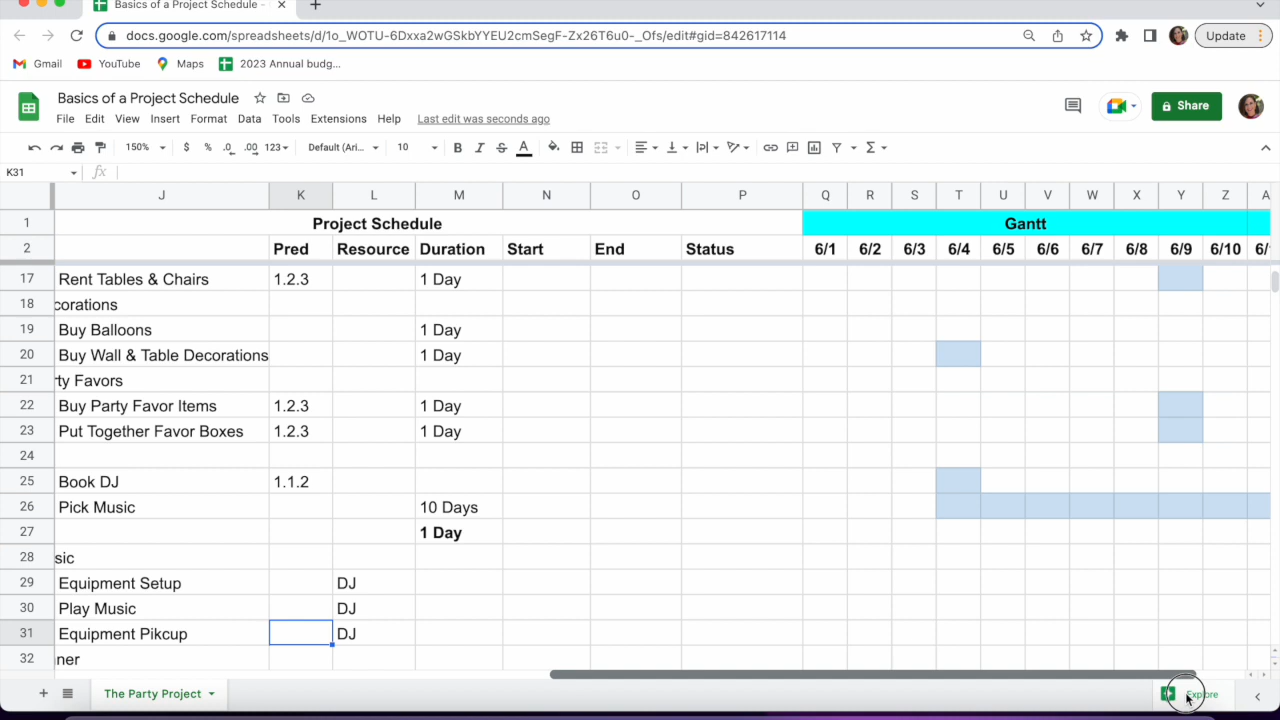 Basics of a Project Schedule -
docs.google.com/spreadsheets/d/1o_WOTU-6Dxxa2wGSkbYYEU2cmSegF-Zx26T6u0-_Ofs/edit#gid=842617114
Update
Gmail YouTube Maps 2023 Annual budg...
Basics of a Project Schedule
File Edit View Insert Format Data Tools Extensions Help Last edit was seconds ago
Share
150% $ % .0 .00 123 Default (Ari... 10 B I S A
K31 fx
J K L M N O P Q R S T U V W X Y Z A
1 Project Schedule Gantt
2 Pred Resource Duration Start End Status 6/1 6/2 6/3 6/4 6/5 6/6 6/7 6/8 6/9 6/10
17 Rent Tables & Chairs 1.2.3 1 Day
18 corations
19 Buy Balloons 1 Day
20 Buy Wall & Table Decorations 1 Day
21 rty Favors
22 Buy Party Favor Items 1.2.3 1 Day
23 Put Together Favor Boxes 1.2.3 1 Day
24
25 Book DJ 1.1.2
26 Pick Music 10 Days
27 1 Day
28 sic
29 Equipment Setup DJ
30 Play Music DJ
31 Equipment Pikcup DJ
32 ner
The Party Project Explore